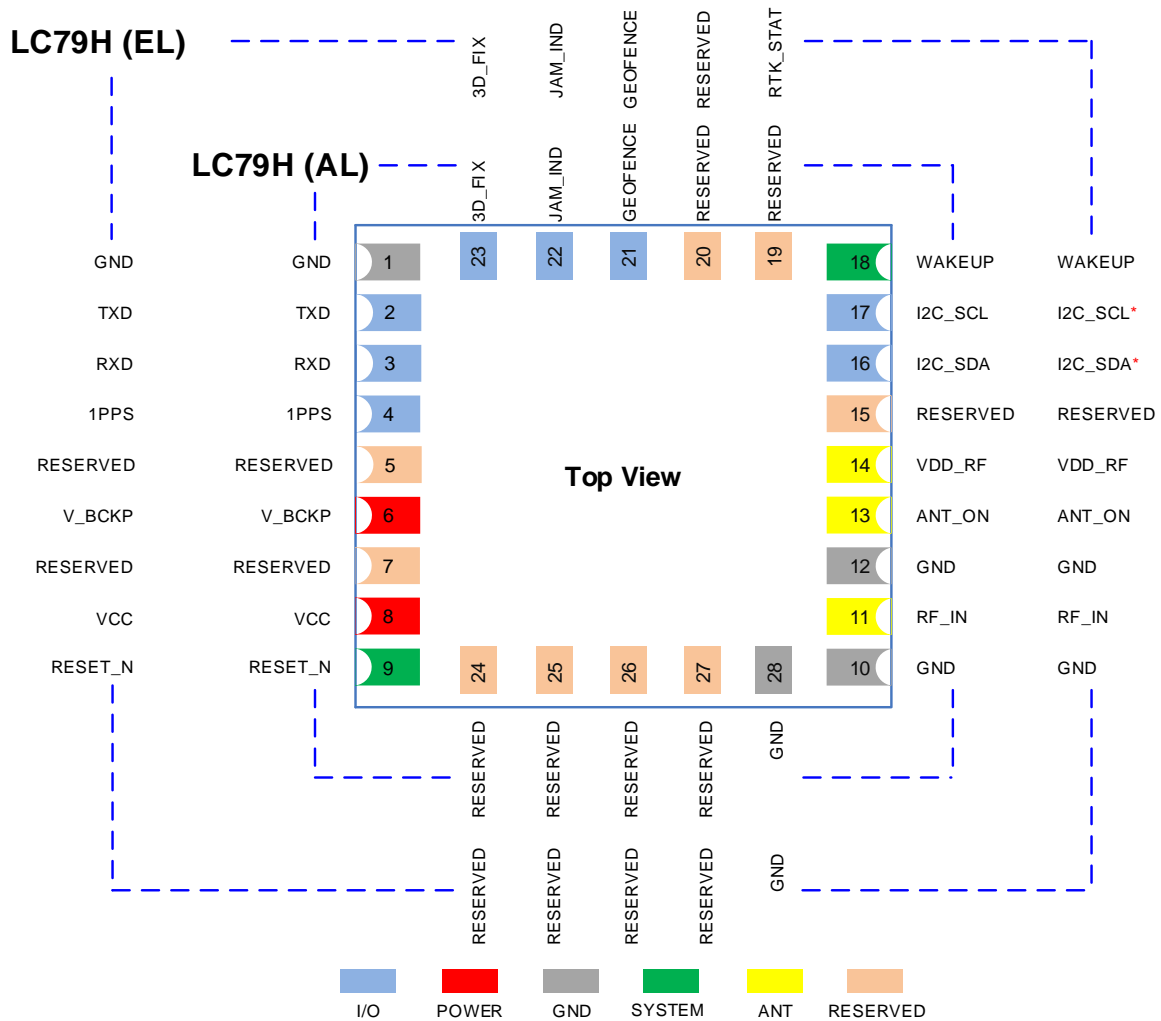 LC79H (EL)
3D_FIX
JAM_IND
GEOFENCE
RESERVED
RTK_STAT
LC79H (AL)
3D_FIX
JAM_IND
GEOFENCE
RESERVED
RESERVED
23 22 21 20 19
GND GND 1 18 WAKEUP WAKEUP
TXD TXD 2 17 I2C_SCL I2C_SCL*
RXD RXD 3 16 I2C_SDA I2C_SDA*
1PPS 1PPS 4 15 RESERVED RESERVED
RESERVED RESERVED 5 Top View 14 VDD_RF VDD_RF
V_BCKP V_BCKP 6 13 ANT_ON ANT_ON
RESERVED RESERVED 7 12 GND GND
VCC VCC 8 11 RF_IN RF_IN
RESET_N RESET_N 9 10 GND GND
24 25 26 27 28
RESERVED
RESERVED
RESERVED
RESERVED
GND
RESERVED
RESERVED
RESERVED
RESERVED
GND
I/O POWER GND SYSTEM ANT RESERVED